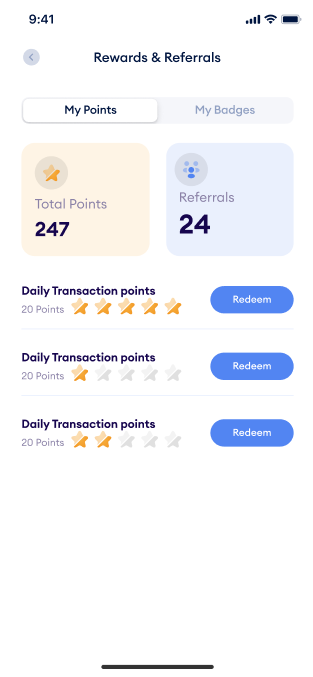 9:41
Rewards & Referrals
My Points
My Badges
Total Points
247
Referrals
24
Daily Transaction points
20 Points
Redeem
Daily Transaction points
20 Points
Redeem
Daily Transaction points
20 Points
Redeem